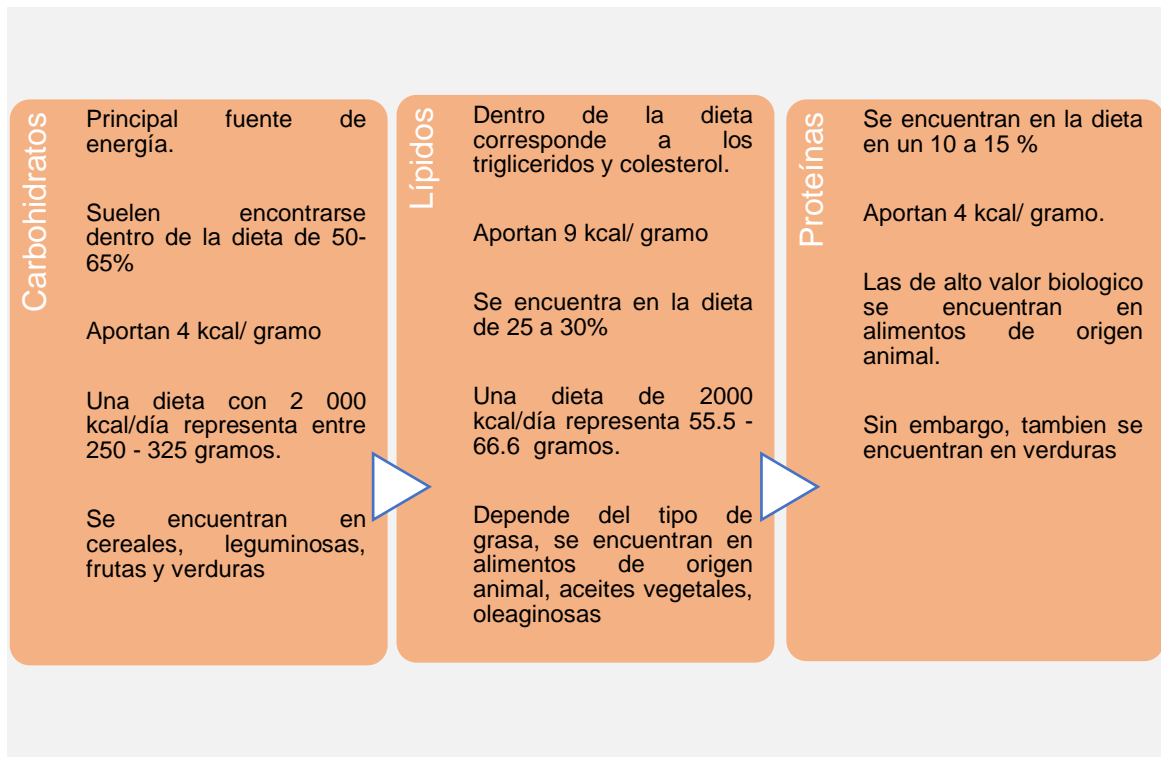 Carbohidratos
Principal fuente de
energía.
Suelen encontrarse
dentro de la dieta de 50-
65%
Aportan 4 kcal/ gramo
Una dieta con 2 000
kcal/día representa entre
250 - 325 gramos.
Se encuentran en
cereales, leguminosas,
frutas y verduras
Lípidos
Dentro de la dieta
corresponde a los
trigliceridos y colesterol.
Aportan 9 kcal/ gramo
Se encuentra en la dieta
de 25 a 30%
Una dieta de 2000
kcal/día representa 55.5 -
66.6 gramos.
Depende del tipo de
grasa, se encuentran en
alimentos de origen
animal, aceites vegetales,
oleaginosas
Proteínas
Se encuentran en la dieta
en un 10 a 15 %
Aportan 4 kcal/ gramo.
Las de alto valor biologico
se encuentran en
alimentos de origen
animal.
Sin embargo, tambien se
encuentran en verduras